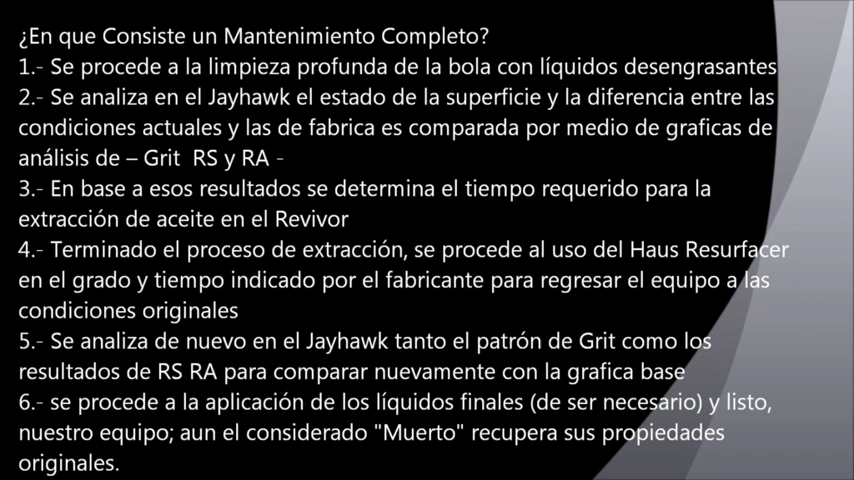 ¿En que Consiste un Mantenimiento Completo?
1.- Se procede a la limpieza profunda de la bola con líquidos desengrasantes
2.- Se analiza en el Jayhawk el estado de la superficie y la diferencia entre las
condiciones actuales y las de fabrica es comparada por medio de graficas de
análisis de – Grit  RS y RA -
3.- En base a esos resultados se determina el tiempo requerido para la
extracción de aceite en el Revivor
4.- Terminado el proceso de extracción, se procede al uso del Haus Resurfacer
en el grado y tiempo indicado por el fabricante para regresar el equipo a las
condiciones originales
5.- Se analiza de nuevo en el Jayhawk tanto el patrón de Grit como los
resultados de RS RA para comparar nuevamente con la grafica base
6.- se procede a la aplicación de los líquidos finales (de ser necesario) y listo,
nuestro equipo; aun el considerado "Muerto" recupera sus propiedades
originales.